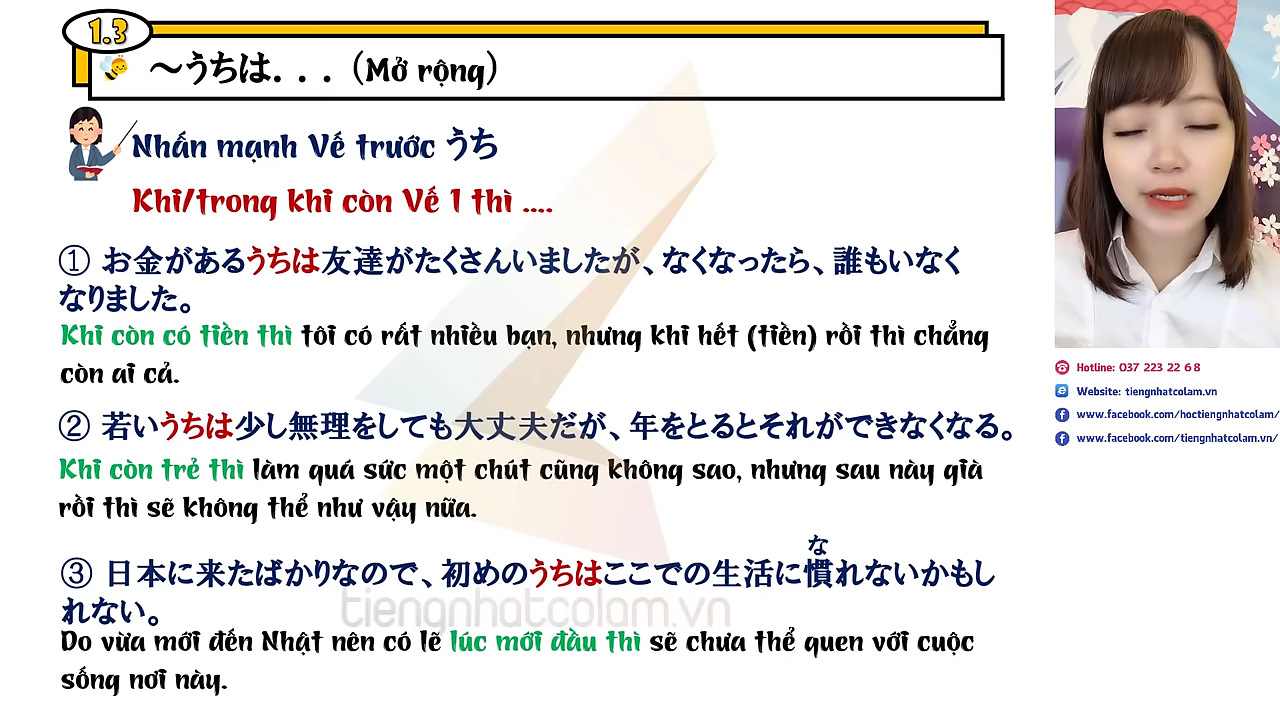 1.3
～うちは．．．（Mở rộng）
Nhấn mạnh Vế trước うち
Khi/trong khi còn Vế 1 thì ....
① お金があるうちは友達がたくさんいましたが、なくなったら、誰もいなく
なりました。
Khi còn có tiền thì tôi có rất nhiều bạn, nhưng khi hết (tiền) rồi thì chẳng
còn ai cả.
② 若いうちは少し無理をしても大丈夫だが、年をとるとそれができなくなる。
Khi còn trẻ thì làm quá sức một chút cũng không sao, nhưng sau này già
rồi thì sẽ không thể như vậy nữa.
な
③ 日本に来たばかりなので、初めのうちはここでの生活に慣れないかもし
れない。
Do vừa mới đến Nhật nên có lẽ lúc mới đầu thì sẽ chưa thể quen với cuộc
sống nơi này.
tiengnhatcolam.vn
Hotline: 037 223 22 68
Website: tiengnhatcolam.vn
www.facebook.com/hoctiengnhatcolam/
www.facebook.com/tiengnhatcolam.vn/